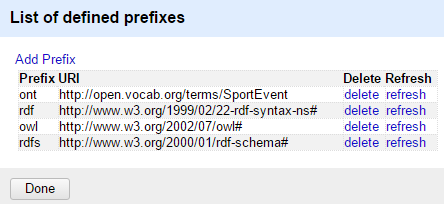 List of defined prefixes
Add Prefix
Prefix URI Delete Refresh
ont http://open.vocab.org/terms/SportEvent delete refresh
rdf http://www.w3.org/1999/02/22-rdf-syntax-ns# delete refresh
owl http://www.w3.org/2002/07/owl# delete refresh
rdfs http://www.w3.org/2000/01/rdf-schema# delete refresh
Done